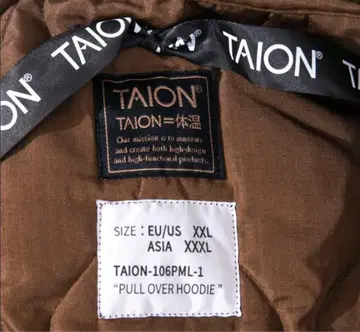 TAION®
TAION®
TAION®
TAION®
TAION=体温
Our mission is to innovate
and create both high-design
and high-functional products.
SIZE : EU/US XXL
ASIA XXXL
TAION-106PML-1
“PULL OVER HOODIE”